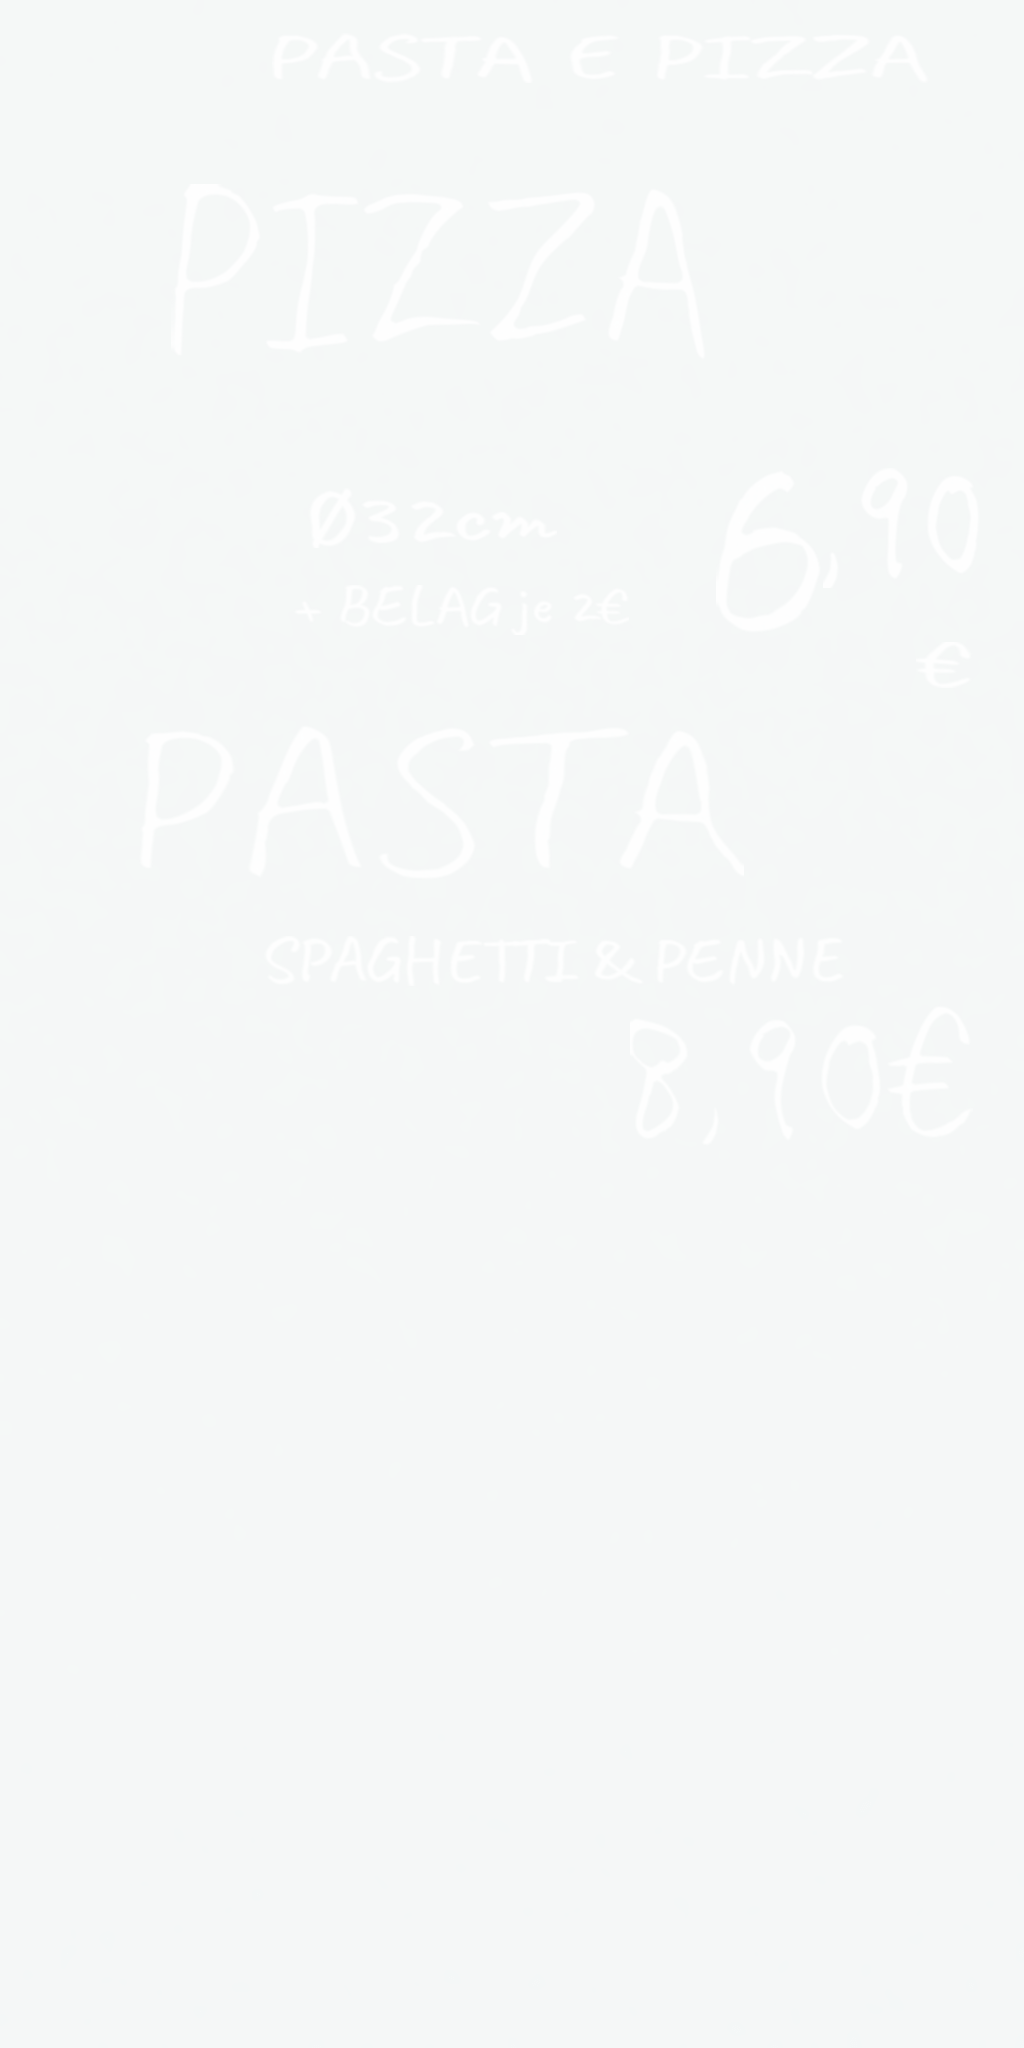 PASTA E PIZZA
PIZZA
Ø32cm
+ BELAG je 2€
6,90
€
PASTA
SPAGHETTI & PENNE
8,90€